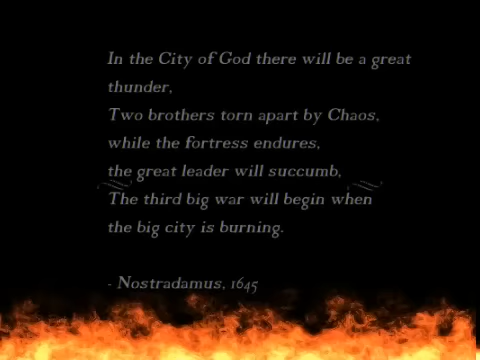 In the City of God there will be a great
thunder,
Two brothers torn apart by Chaos,
while the fortress endures,
the great leader will succumb,
The third big war will begin when
the big city is burning.
- Nostradamus, 1645